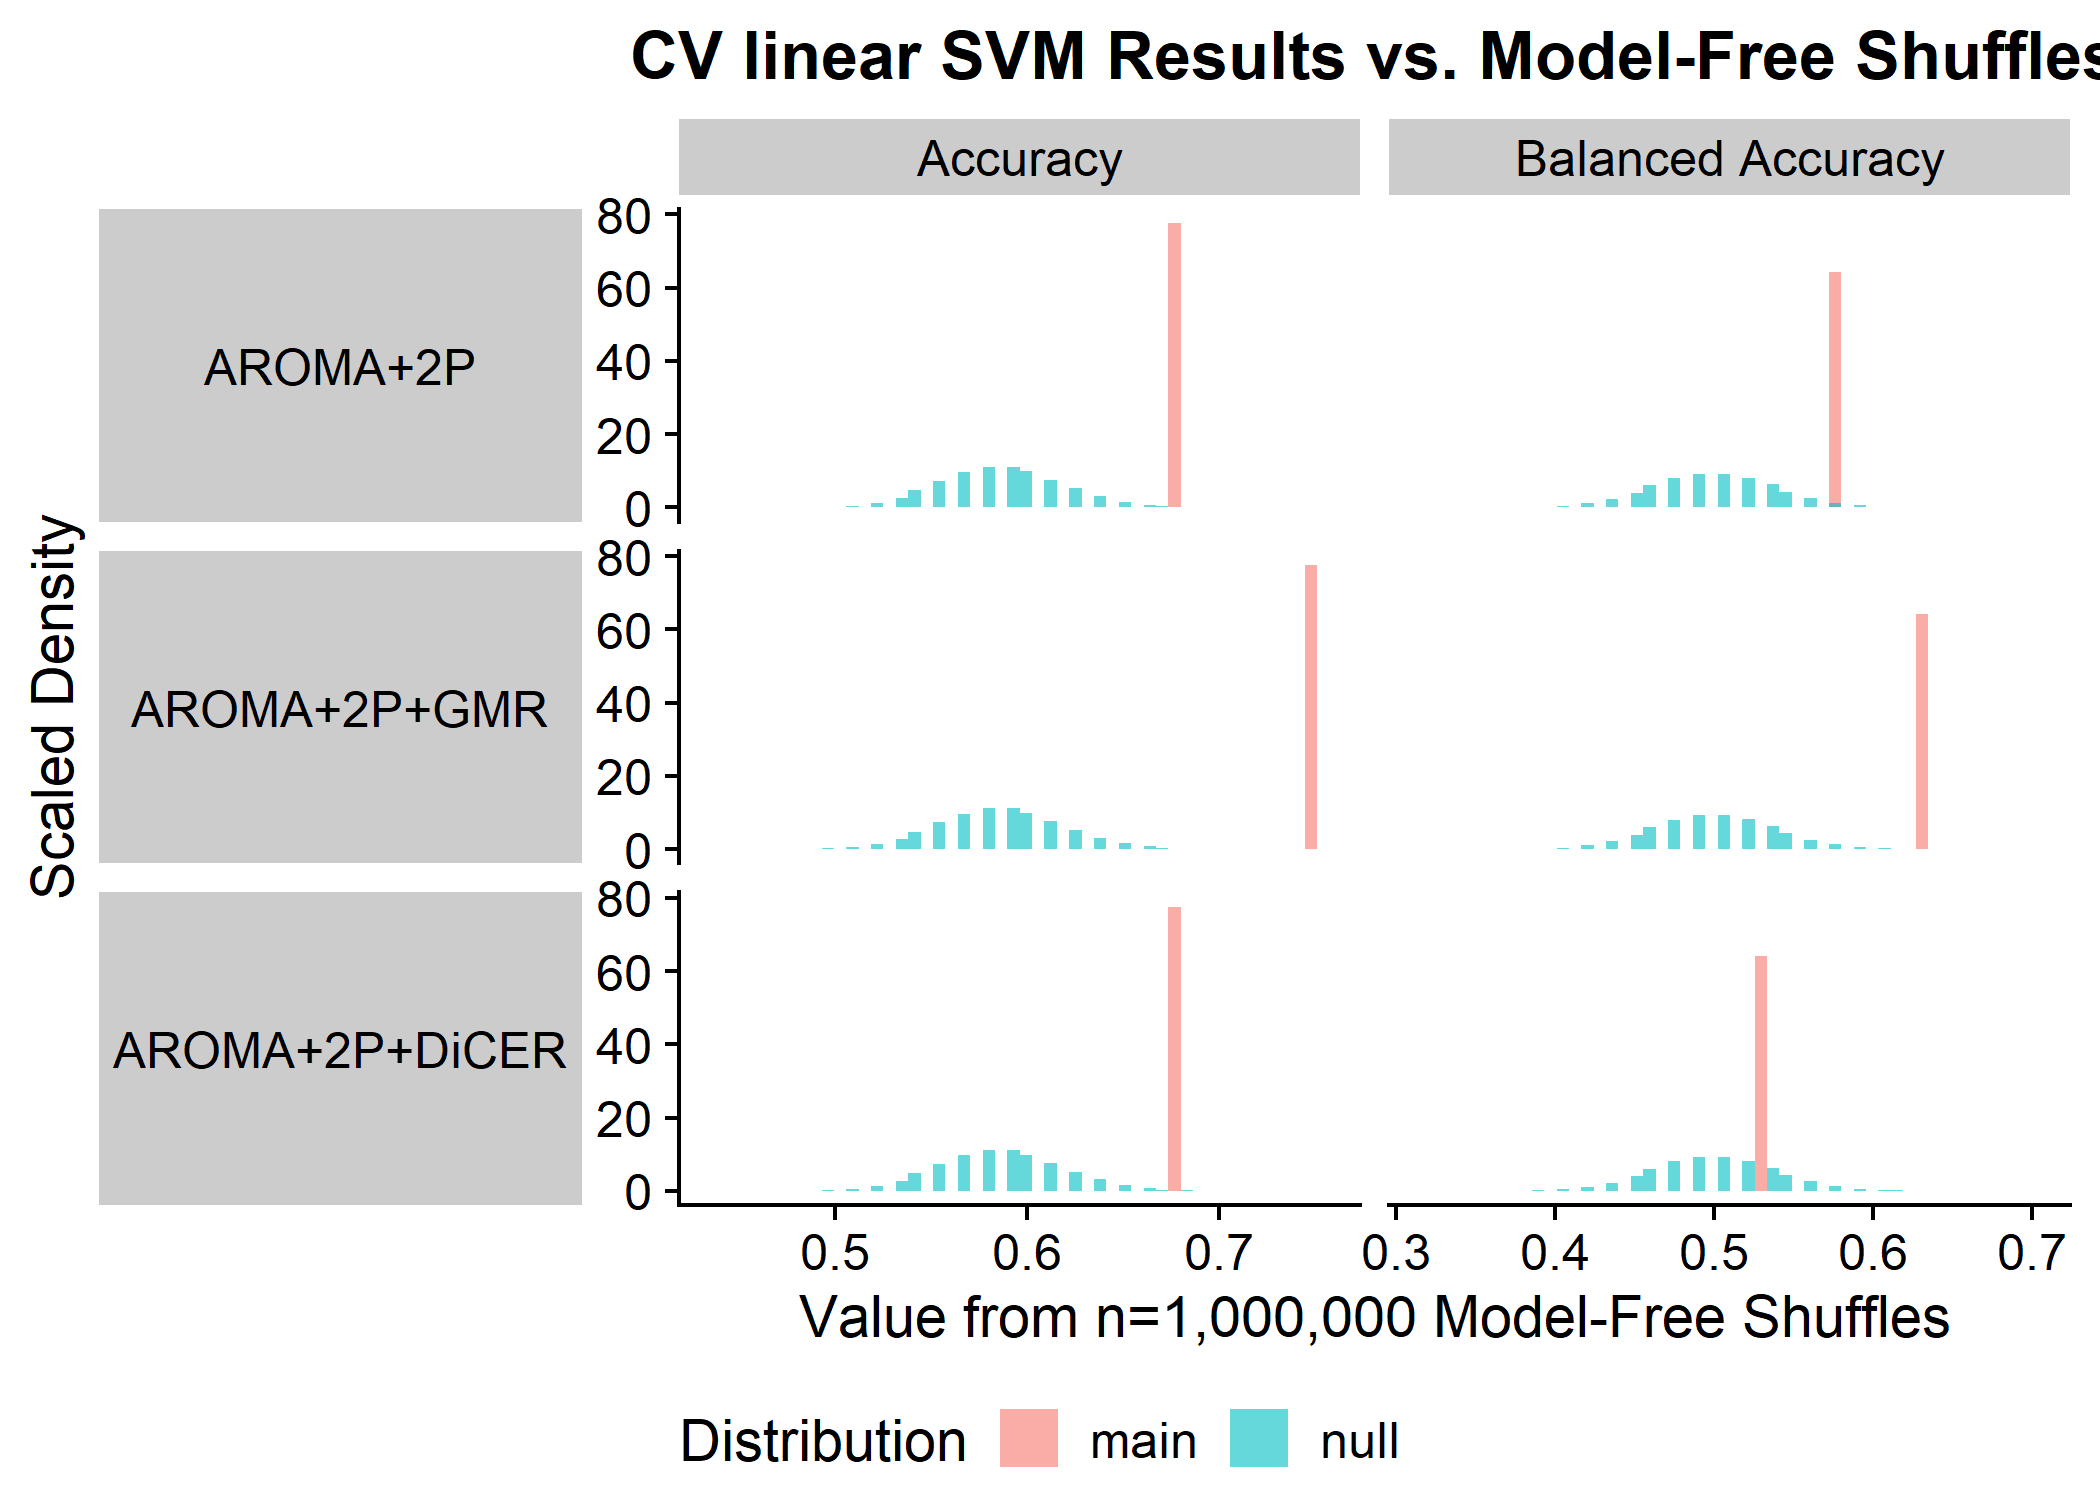 CV linear SVM Results vs. Model-Free Shuffles
Accuracy
Balanced Accuracy
Scaled Density
AROMA+2P
80
60
40
20
0
AROMA+2P+GMR
80
60
40
20
0
AROMA+2P+DiCER
80
60
40
20
0
0.5 0.6 0.7
0.3 0.4 0.5 0.6 0.7
Value from n=1,000,000 Model-Free Shuffles
Distribution main null